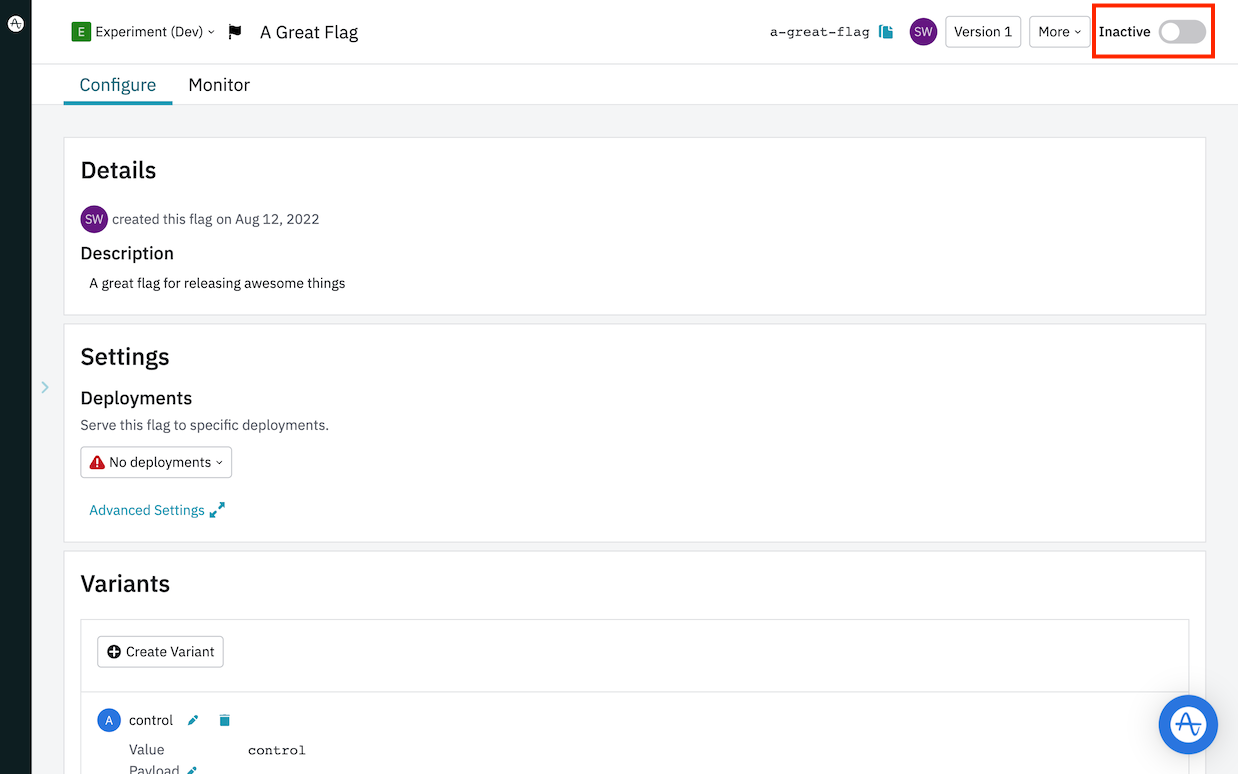 E Experiment (Dev) A Great Flag a-great-flag SW Version 1 More Inactive
Configure Monitor
Details
SW created this flag on Aug 12, 2022
Description
A great flag for releasing awesome things
Settings
Deployments
Serve this flag to specific deployments.
No deployments
Advanced Settings
Variants
Create Variant
A control
Value control
Payload